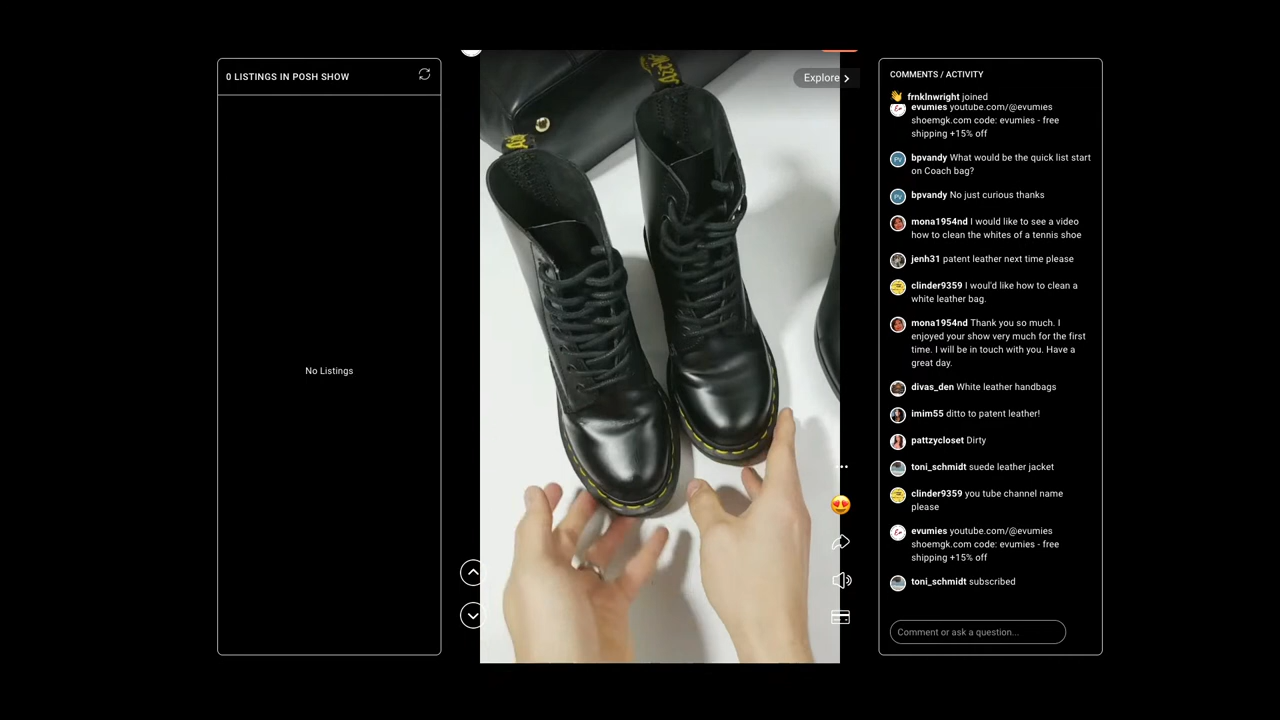 0 LISTINGS IN POSH SHOW
No Listings
Explore
COMMENTS / ACTIVITY
👋 frnklnwright joined
evumies youtube.com/@evumies
shoemgk.com code: evumies - free
shipping +15% off
PV
bpvandy What would be the quick list start
on Coach bag?
PV
bpvandy No just curious thanks
mona1954nd I would like to see a video
how to clean the whites of a tennis shoe
jenh31 patent leather next time please
clinder9359 I woul'd like how to clean a
white leather bag.
mona1954nd Thank you so much. I
enjoyed your show very much for the first
time. I will be in touch with you. Have a
great day.
divas_den White leather handbags
imim55 ditto to patent leather!
pattzycloset Dirty
toni_schmidt suede leather jacket
clinder9359 you tube channel name
please
evumies youtube.com/@evumies
shoemgk.com code: evumies - free
shipping +15% off
toni_schmidt subscribed
Comment or ask a question...